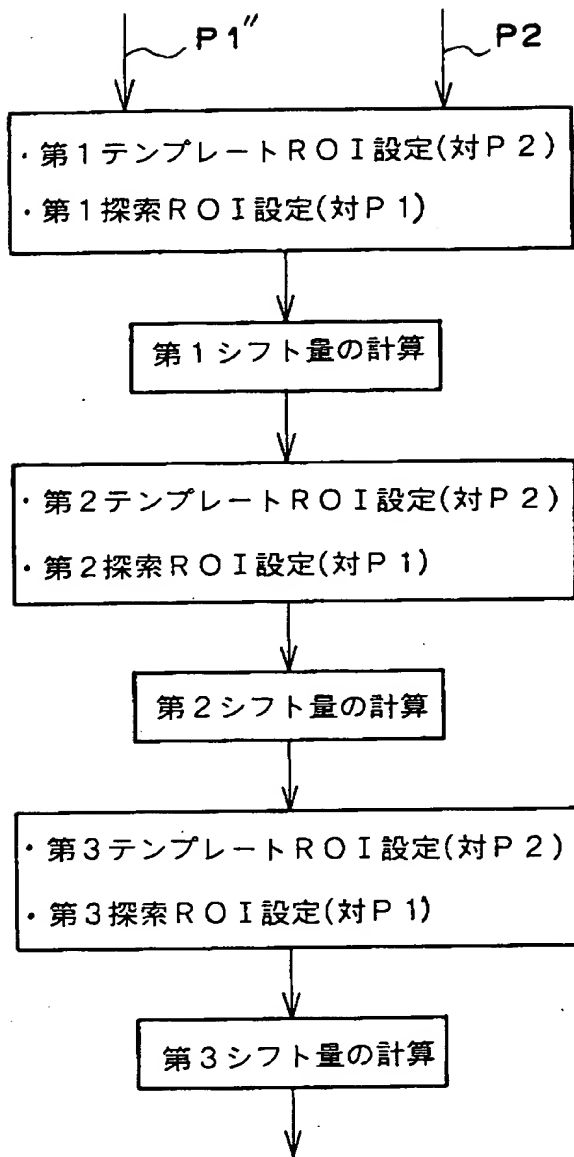 P1″
P2
・第1テンプレートROI設定(対P2)
・第1探索ROI設定(対P1)
第1シフト量の計算
・第2テンプレートROI設定(対P2)
・第2探索ROI設定(対P1)
第2シフト量の計算
・第3テンプレートROI設定(対P2)
・第3探索ROI設定(対P1)
第3シフト量の計算